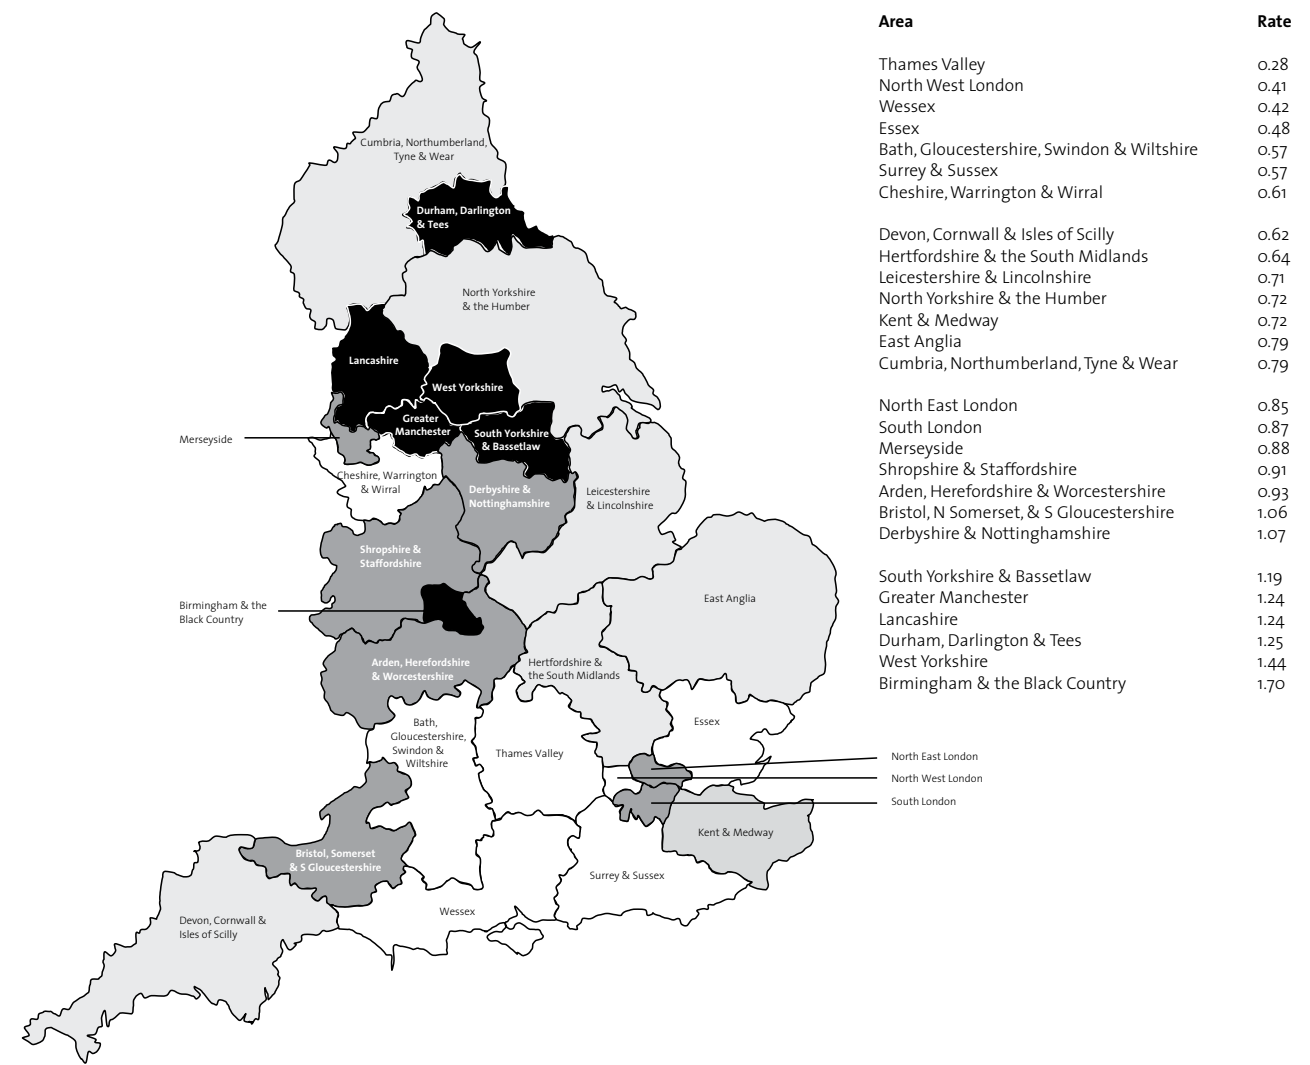 Cumbria, Northumberland,
Tyne & Wear
Durham, Darlington
& Tees
North Yorkshire
& the Humber
Lancashire
West Yorkshire
Greater
Manchester
South Yorkshire
& Bassetlaw
Merseyside
Cheshire, Warrington
& Wirral
Derbyshire &
Nottinghamshire
Leicestershire
& Lincolnshire
Shropshire &
Staffordshire
Birmingham & the
Black Country
East Anglia
Arden, Herefordshire
& Worcestershire
Hertfordshire &
the South Midlands
Bath,
Gloucestershire,
Swindon &
Wiltshire
Thames Valley
Essex
North East London
North West London
South London
Kent & Medway
Bristol, Somerset
& S Gloucestershire
Surrey & Sussex
Wessex
Devon, Cornwall &
Isles of Scilly
Area Rate
Thames Valley 0.28
North West London 0.41
Wessex 0.42
Essex 0.48
Bath, Gloucestershire, Swindon & Wiltshire 0.57
Surrey & Sussex 0.57
Cheshire, Warrington & Wirral 0.61
Devon, Cornwall & Isles of Scilly 0.62
Hertfordshire & the South Midlands 0.64
Leicestershire & Lincolnshire 0.71
North Yorkshire & the Humber 0.72
Kent & Medway 0.72
East Anglia 0.79
Cumbria, Northumberland, Tyne & Wear 0.79
North East London 0.85
South London 0.87
Merseyside 0.88
Shropshire & Staffordshire 0.91
Arden, Herefordshire & Worcestershire 0.93
Bristol, N Somerset, & S Gloucestershire 1.06
Derbyshire & Nottinghamshire 1.07
South Yorkshire & Bassetlaw 1.19
Greater Manchester 1.24
Lancashire 1.24
Durham, Darlington & Tees 1.25
West Yorkshire 1.44
Birmingham & the Black Country 1.70